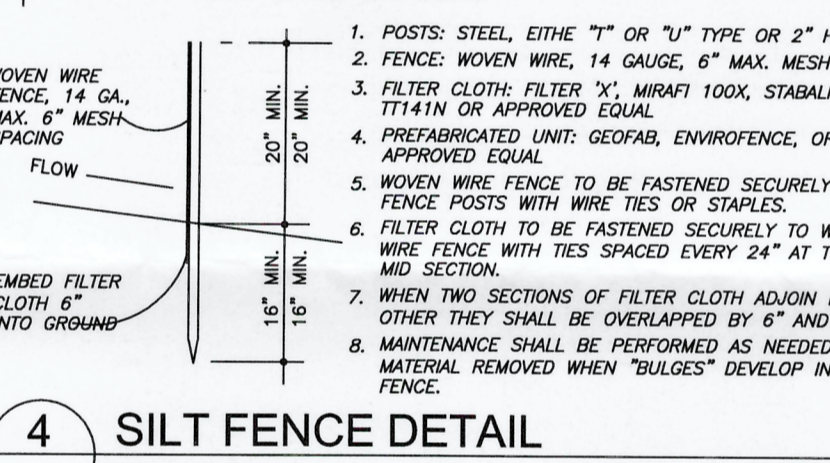 WOVEN WIRE
FENCE, 14 GA.,
MAX. 6" MESH
SPACING
FLOW
EMBED FILTER
CLOTH 6"
INTO GROUND
20" MIN.
20" MIN.
16" MIN.
16" MIN.
1. POSTS: STEEL, EITHE "T" OR "U" TYPE OR 2" H
2. FENCE: WOVEN WIRE, 14 GAUGE, 6" MAX. MESH
3. FILTER CLOTH: FILTER 'X', MIRAFI 100X, STABALI
TT141N OR APPROVED EQUAL
4. PREFABRICATED UNIT: GEOFAB, ENVIROFENCE, OR
APPROVED EQUAL
5. WOVEN WIRE FENCE TO BE FASTENED SECURELY
FENCE POSTS WITH WIRE TIES OR STAPLES.
6. FILTER CLOTH TO BE FASTENED SECURELY TO W
WIRE FENCE WITH TIES SPACED EVERY 24" AT T
MID SECTION.
7. WHEN TWO SECTIONS OF FILTER CLOTH ADJOIN
OTHER THEY SHALL BE OVERLAPPED BY 6" AND
8. MAINTENANCE SHALL BE PERFORMED AS NEEDED
MATERIAL REMOVED WHEN "BULGES" DEVELOP IN
FENCE.
4 SILT FENCE DETAIL